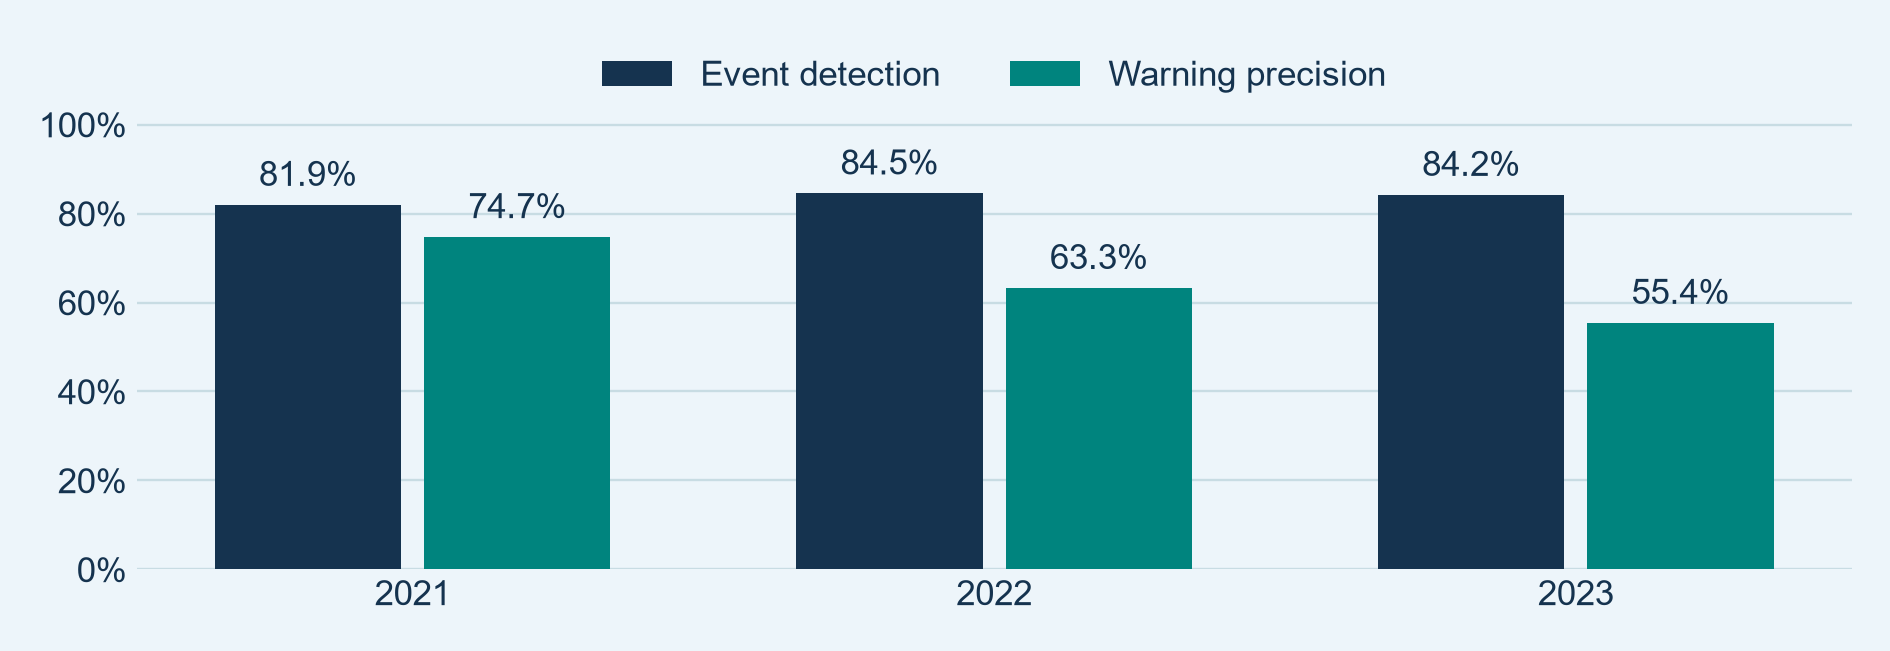 Event detection Warning precision
100%
81.9% 74.7% 84.5% 63.3% 84.2% 55.4%
80%
60%
40%
20%
0%
2021 2022 2023